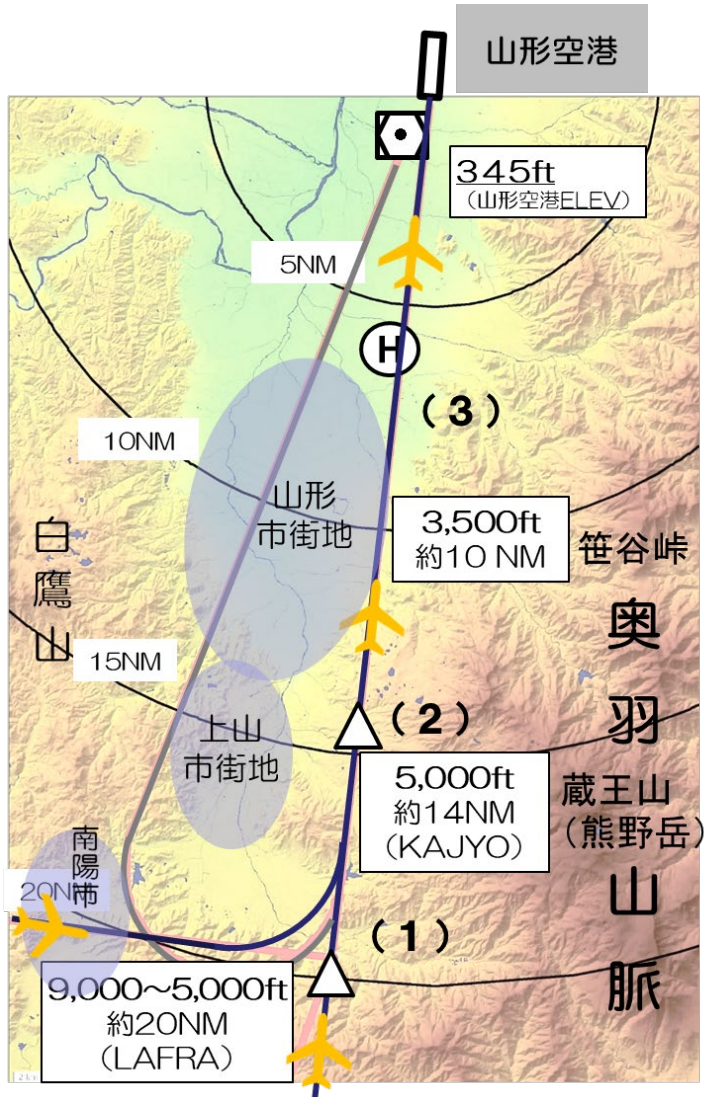 山形空港
345ft
(山形空港ELEV)
5NM
H
(3)
10NM
山形
市街地
3,500ft
約10 NM
笹谷峠
白鷹山
奥羽山脈
15NM
(2)
上山
市街地
5,000ft
約14NM
(KAJYO)
蔵王山
(熊野岳)
南陽市
20NM
(1)
9,000～5,000ft
約20NM
(LAFRA)